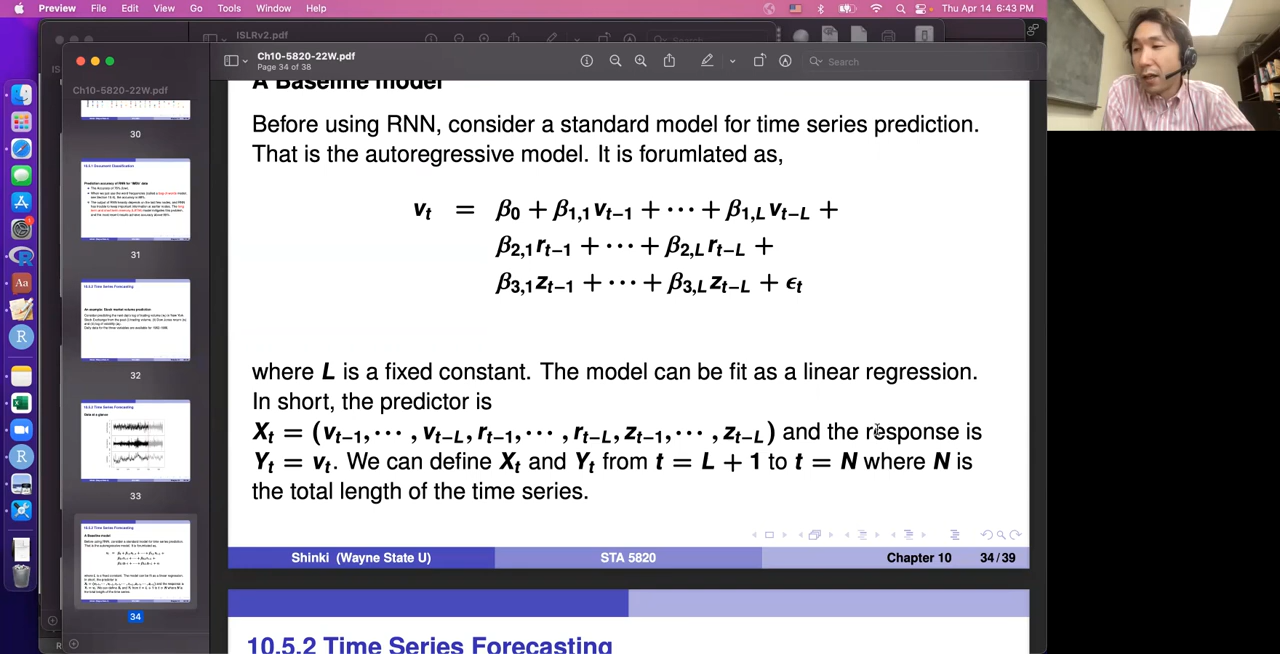 Preview File Edit View Go Tools Window Help
Thu Apr 14 6:43 PM
ISLRv2.pdf
Ch10-5820-22W.pdf
Page 34 of 38
Search
Ch10-5820-22W.pdf
30
31
32
33
34
A Baseline model
Before using RNN, consider a standard model for time series prediction.
That is the autoregressive model. It is forumlated as,
v_t = β_0 + β_{1,1} v_{t−1} + ··· + β_{1,L} v_{t−L} +
β_{2,1} r_{t−1} + ··· + β_{2,L} r_{t−L} +
β_{3,1} z_{t−1} + ··· + β_{3,L} z_{t−L} + ϵ_t
where L is a fixed constant. The model can be fit as a linear regression.
In short, the predictor is
X_t = (v_{t−1}, ··· , v_{t−L}, r_{t−1}, ··· , r_{t−L}, z_{t−1}, ··· , z_{t−L}) and the response is
Y_t = v_t. We can define X_t and Y_t from t = L + 1 to t = N where N is
the total length of the time series.
Shinki (Wayne State U) STA 5820 Chapter 10 34/39
10.5.2 Time Series Forecasting